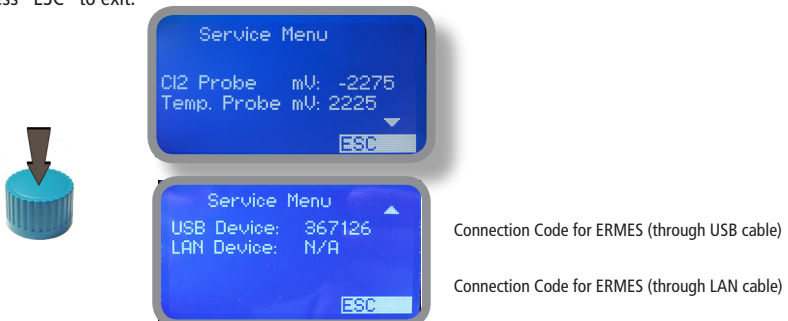 "ESC" to exit.
Service Menu
Cl2 Probe mV: -2275
Temp. Probe mV: 2225
ESC
Service Menu
USB Device: 367126
LAN Device: N/A
ESC
Connection Code for ERMES (through USB cable)
Connection Code for ERMES (through LAN cable)